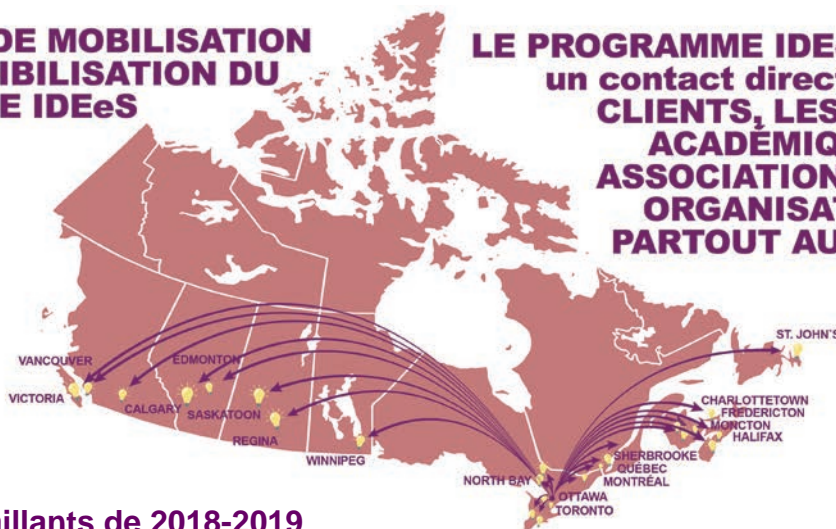 DE MOBILISATION
IBILISATION DU
E IDEeS
LE PROGRAMME IDE
un contact direc
CLIENTS, LES
ACADÉMIQ
ASSOCIATION
ORGANISA
PARTOUT AU
ST. JOHN'S
VANCOUVER
EDMONTON
VICTORIA
CALGARY
SASKATOON
REGINA
WINNIPEG
CHARLOTTETOWN
FREDERICTON
MONCTON
HALIFAX
SHERBROOKE
QUÉBEC
MONTRÉAL
NORTH BAY
OTTAWA
TORONTO
aillants de 2018-2019